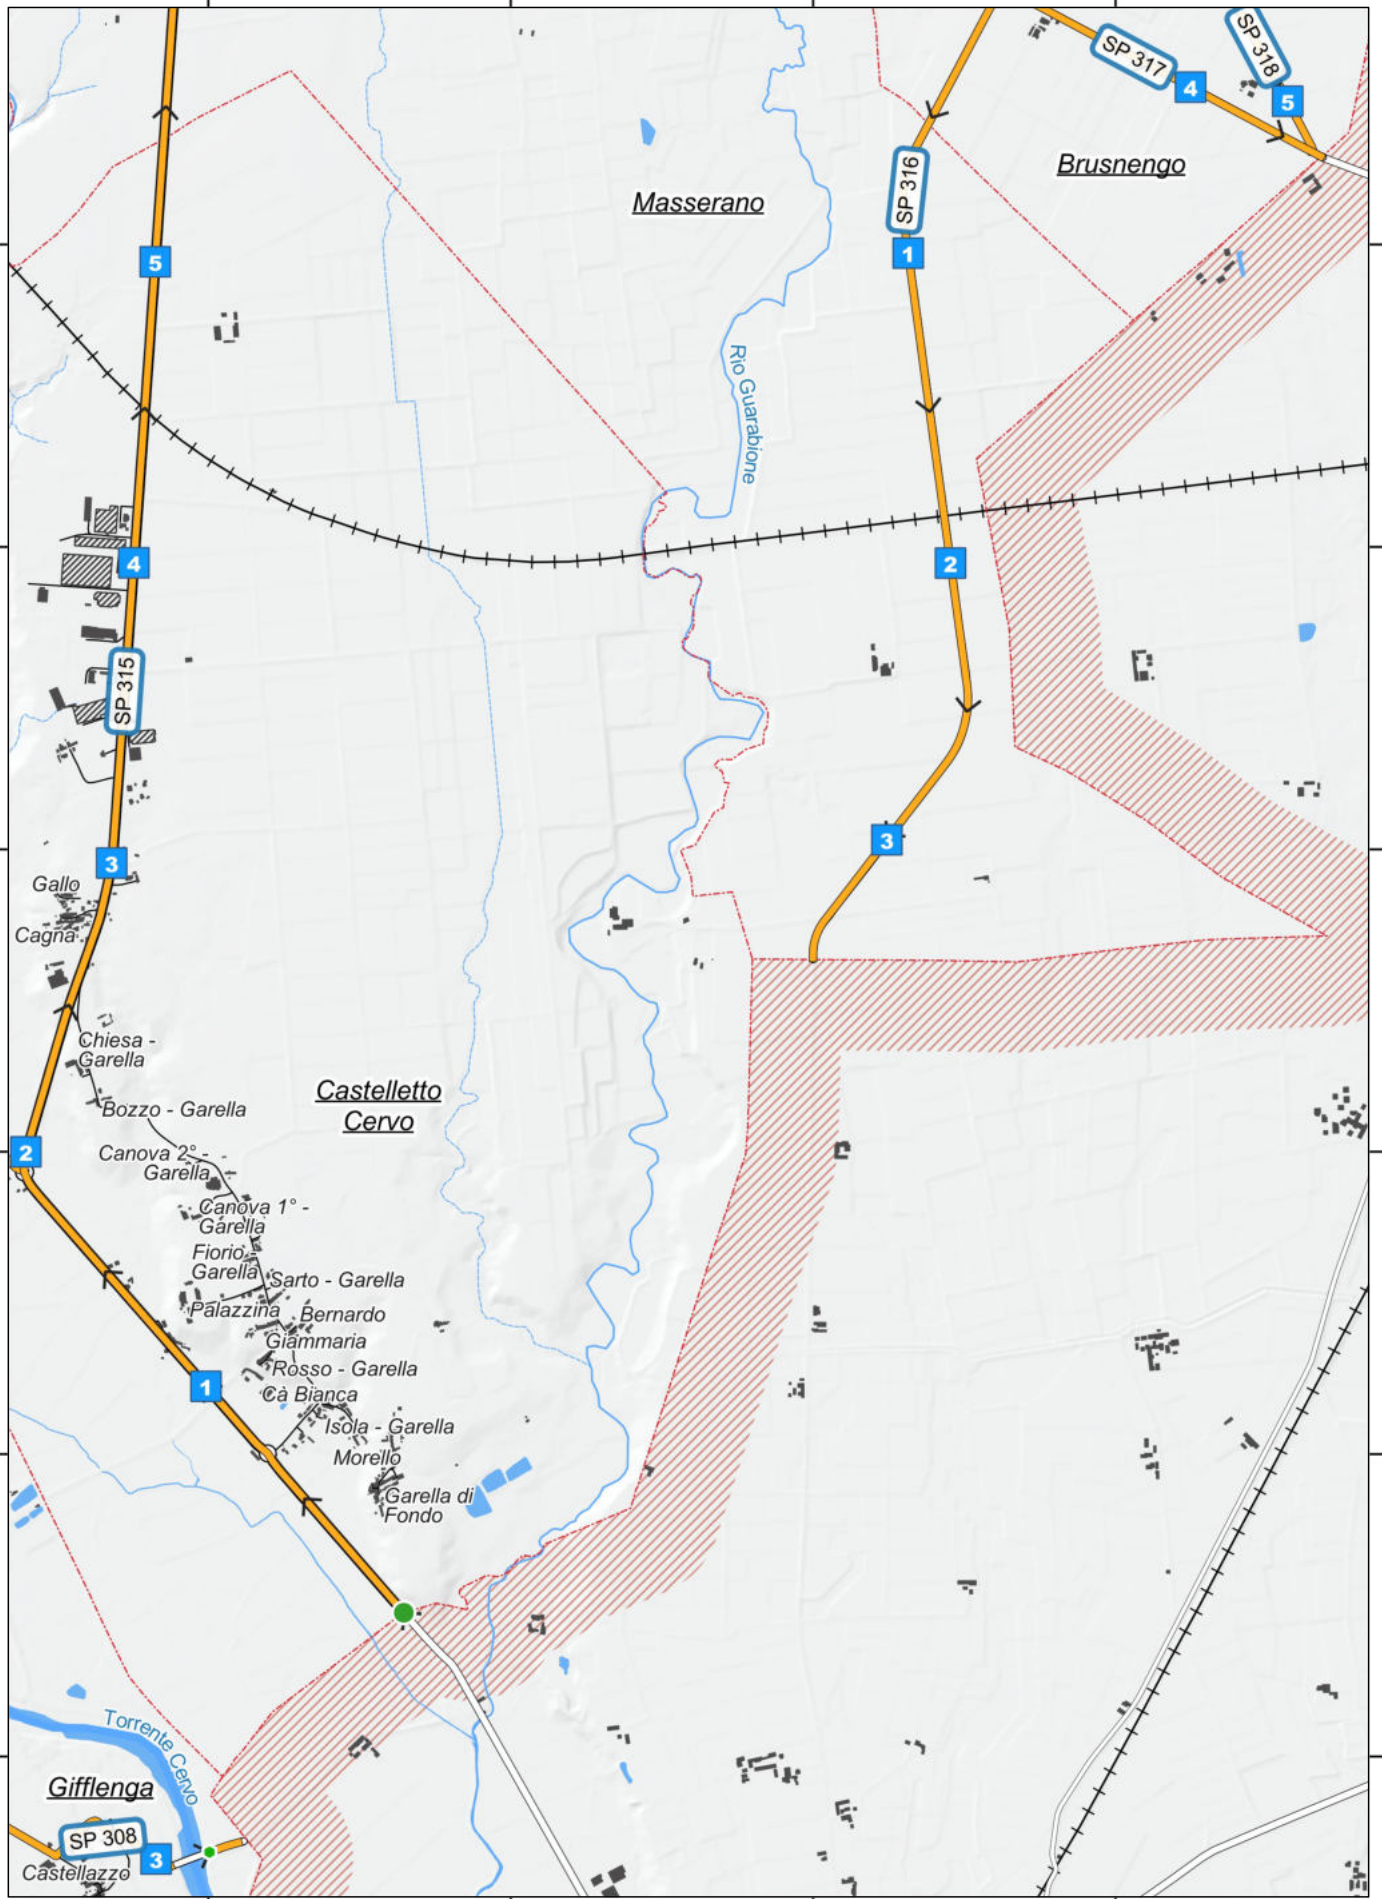 SP 317
SP 318
4
5
SP 316
Brusnengo
Masserano
1
5
Rio Guarabione
4
2
SP 315
3
3
Gallo
Cagna
Chiesa -
Garella
Castelletto
Cervo
Bozzo - Garella
2
Canova 2° -
Garella
Canova 1° -
Garella
Fiorio -
Garella
Sarto - Garella
Palazzina
Bernardo
Giammaria
Rosso - Garella
1
Cà Bianca
Isola - Garella
Morello
Garella di
Fondo
Torrente Cervo
Gifflenga
SP 308
3
Castellazzo